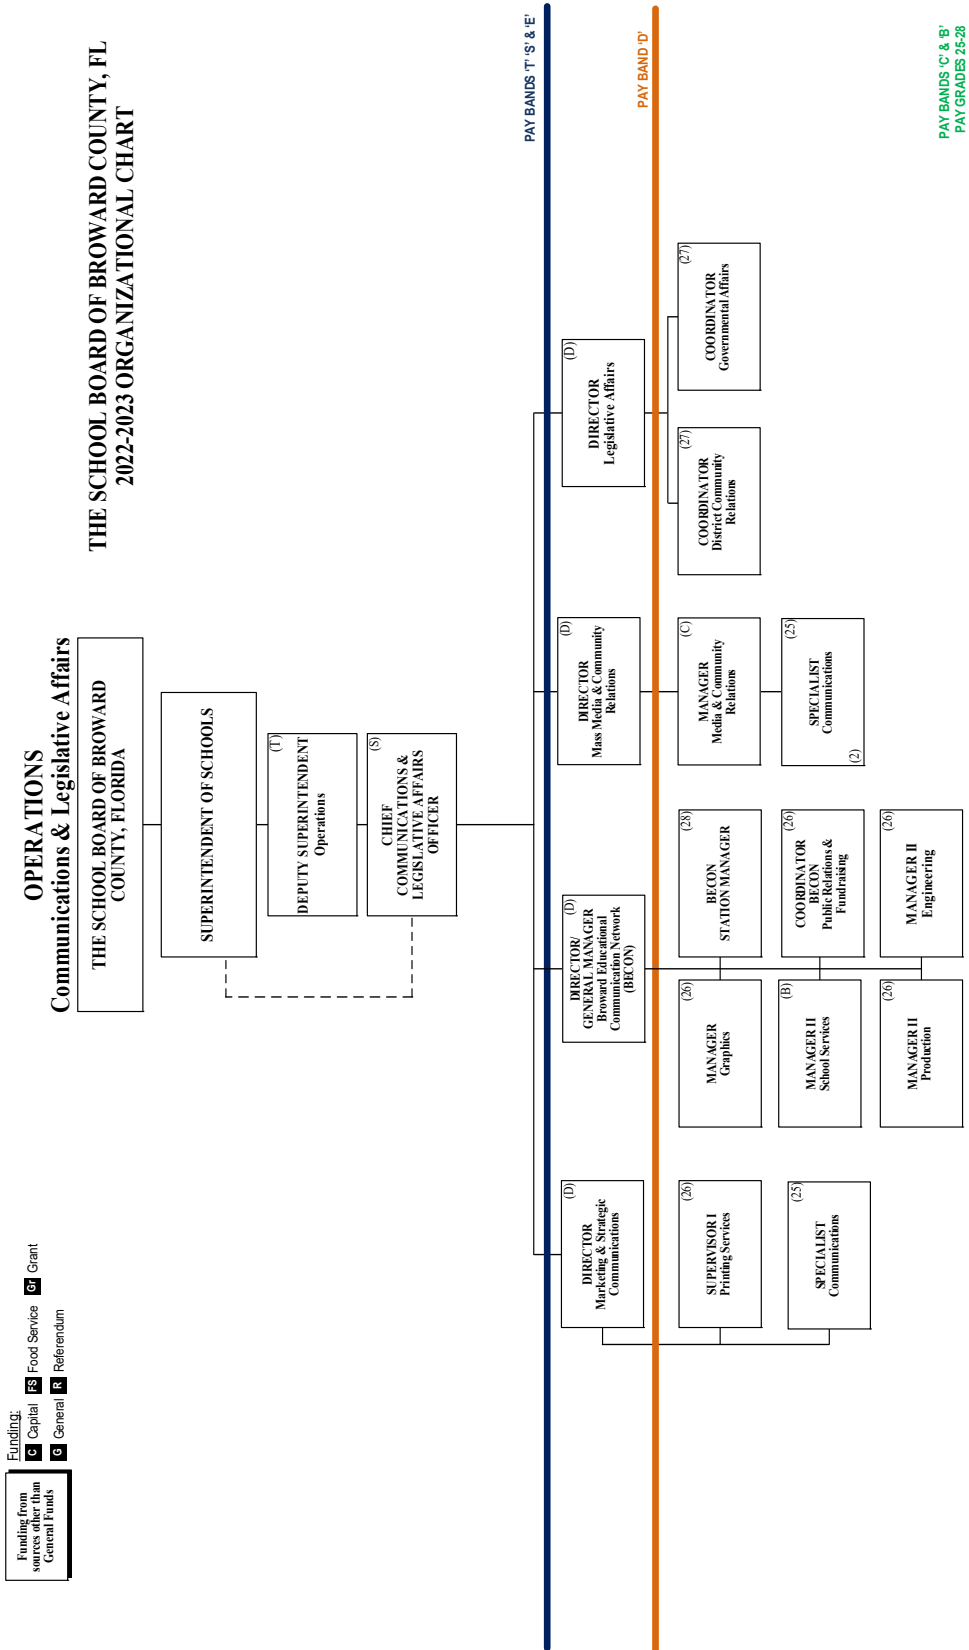 Funding from
sources other than
General Funds
Funding:
C Capital FS Food Service Gr Grant
G General R Referendum
OPERATIONS
Communications & Legislative Affairs
THE SCHOOL BOARD OF BROWARD COUNTY, FL
2022-2023 ORGANIZATIONAL CHART
THE SCHOOL BOARD OF BROWARD
COUNTY, FLORIDA
SUPERINTENDENT OF SCHOOLS
(T)
DEPUTY SUPERINTENDENT
Operations
(S)
CHIEF
COMMUNICATIONS &
LEGISLATIVE AFFAIRS
OFFICER
PAY BANDS 'T' 'S' & 'E'
(D)
DIRECTOR
Marketing & Strategic
Communications
(D)
DIRECTOR/
GENERAL MANAGER
Broward Educational
Communication Network
(BECON)
(D)
DIRECTOR
Mass Media & Community
Relations
(D)
DIRECTOR
Legislative Affairs
PAY BAND 'D'
(26)
SUPERVISOR I
Printing Services
(26)
MANAGER
Graphics
(28)
BECON
STATION MANAGER
(C)
MANAGER
Media & Community
Relations
(27)
COORDINATOR
District Community
Relations
(27)
COORDINATOR
Governmental Affairs
(25)
SPECIALIST
Communications
(B)
MANAGER II
School Services
(26)
COORDINATOR
BECON
Public Relations &
Fundraising
(25)
SPECIALIST
Communications
(2)
(26)
MANAGER II
Production
(26)
MANAGER II
Engineering
PAY BANDS 'C' & 'B'
PAY GRADES 25-28